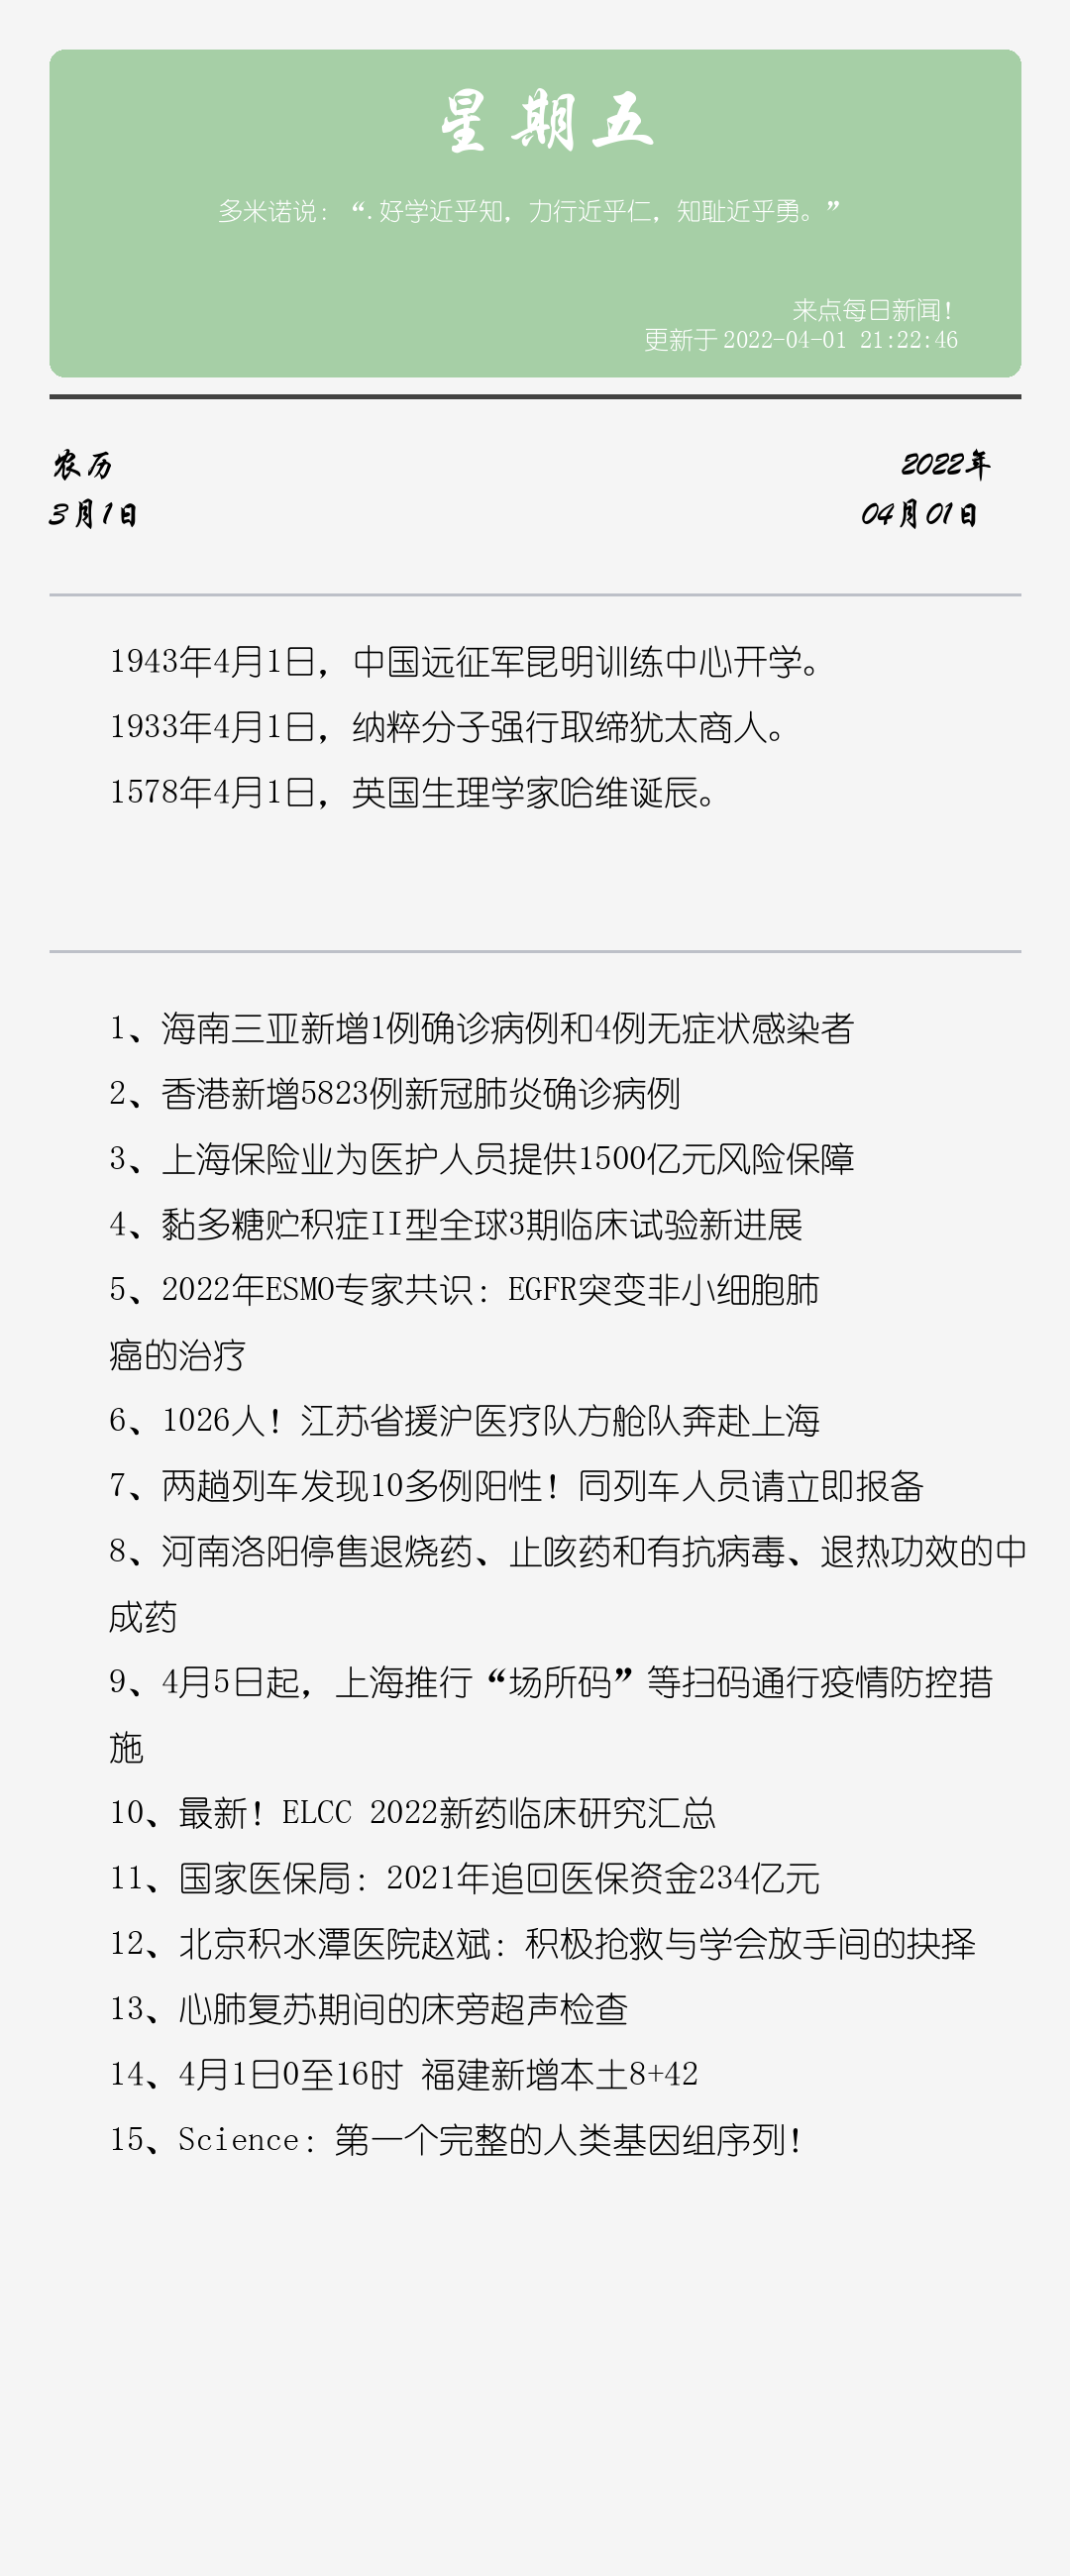 星期五
多米诺说：“.好学近乎知，力行近乎仁，知耻近乎勇。”
来点每日新闻！
更新于 2022-04-01 21:22:46
农历
2022年
3月1日
04月01日
1943年4月1日，中国远征军昆明训练中心开学。
1933年4月1日，纳粹分子强行取缔犹太商人。
1578年4月1日，英国生理学家哈维诞辰。
1、海南三亚新增1例确诊病例和4例无症状感染者
2、香港新增5823例新冠肺炎确诊病例
3、上海保险业为医护人员提供1500亿元风险保障
4、黏多糖贮积症II型全球3期临床试验新进展
5、2022年ESMO专家共识：EGFR突变非小细胞肺
癌的治疗
6、1026人！江苏省援沪医疗队方舱队奔赴上海
7、两趟列车发现10多例阳性！同列车人员请立即报备
8、河南洛阳停售退烧药、止咳药和有抗病毒、退热功效的中
成药
9、4月5日起，上海推行“场所码”等扫码通行疫情防控措
施
10、最新！ELCC 2022新药临床研究汇总
11、国家医保局：2021年追回医保资金234亿元
12、北京积水潭医院赵斌：积极抢救与学会放手间的抉择
13、心肺复苏期间的床旁超声检查
14、4月1日0至16时 福建新增本土8+42
15、Science：第一个完整的人类基因组序列！